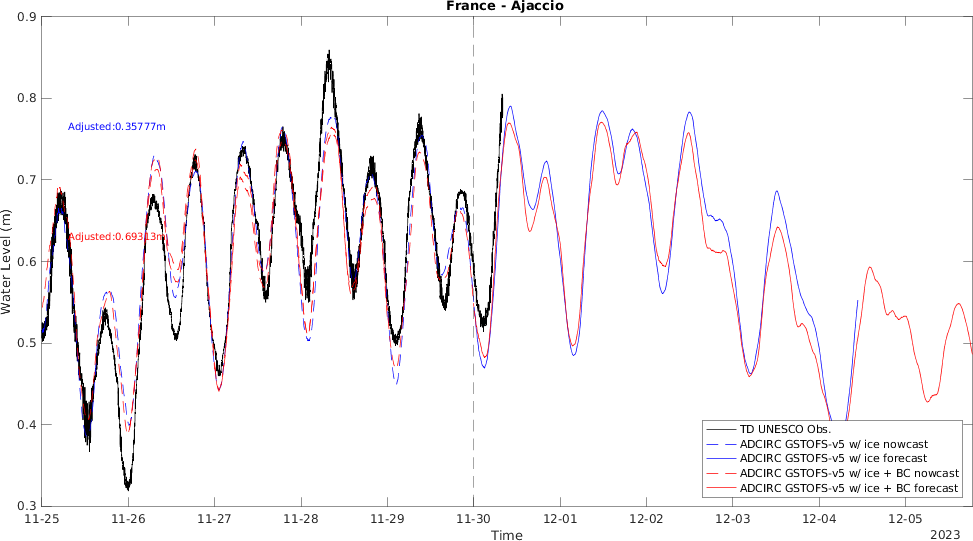 France - Ajaccio
0.9
0.8
0.7
0.6
0.5
0.4
0.3
Water Level (m)
Adjusted:0.35777m
Adjusted:0.69313m
TD UNESCO Obs.
ADCIRC GSTOFS-v5 w/ ice nowcast
ADCIRC GSTOFS-v5 w/ ice forecast
ADCIRC GSTOFS-v5 w/ ice + BC nowcast
ADCIRC GSTOFS-v5 w/ ice + BC forecast
11-25 11-26 11-27 11-28 11-29 11-30 12-01 12-02 12-03 12-04 12-05
Time
2023